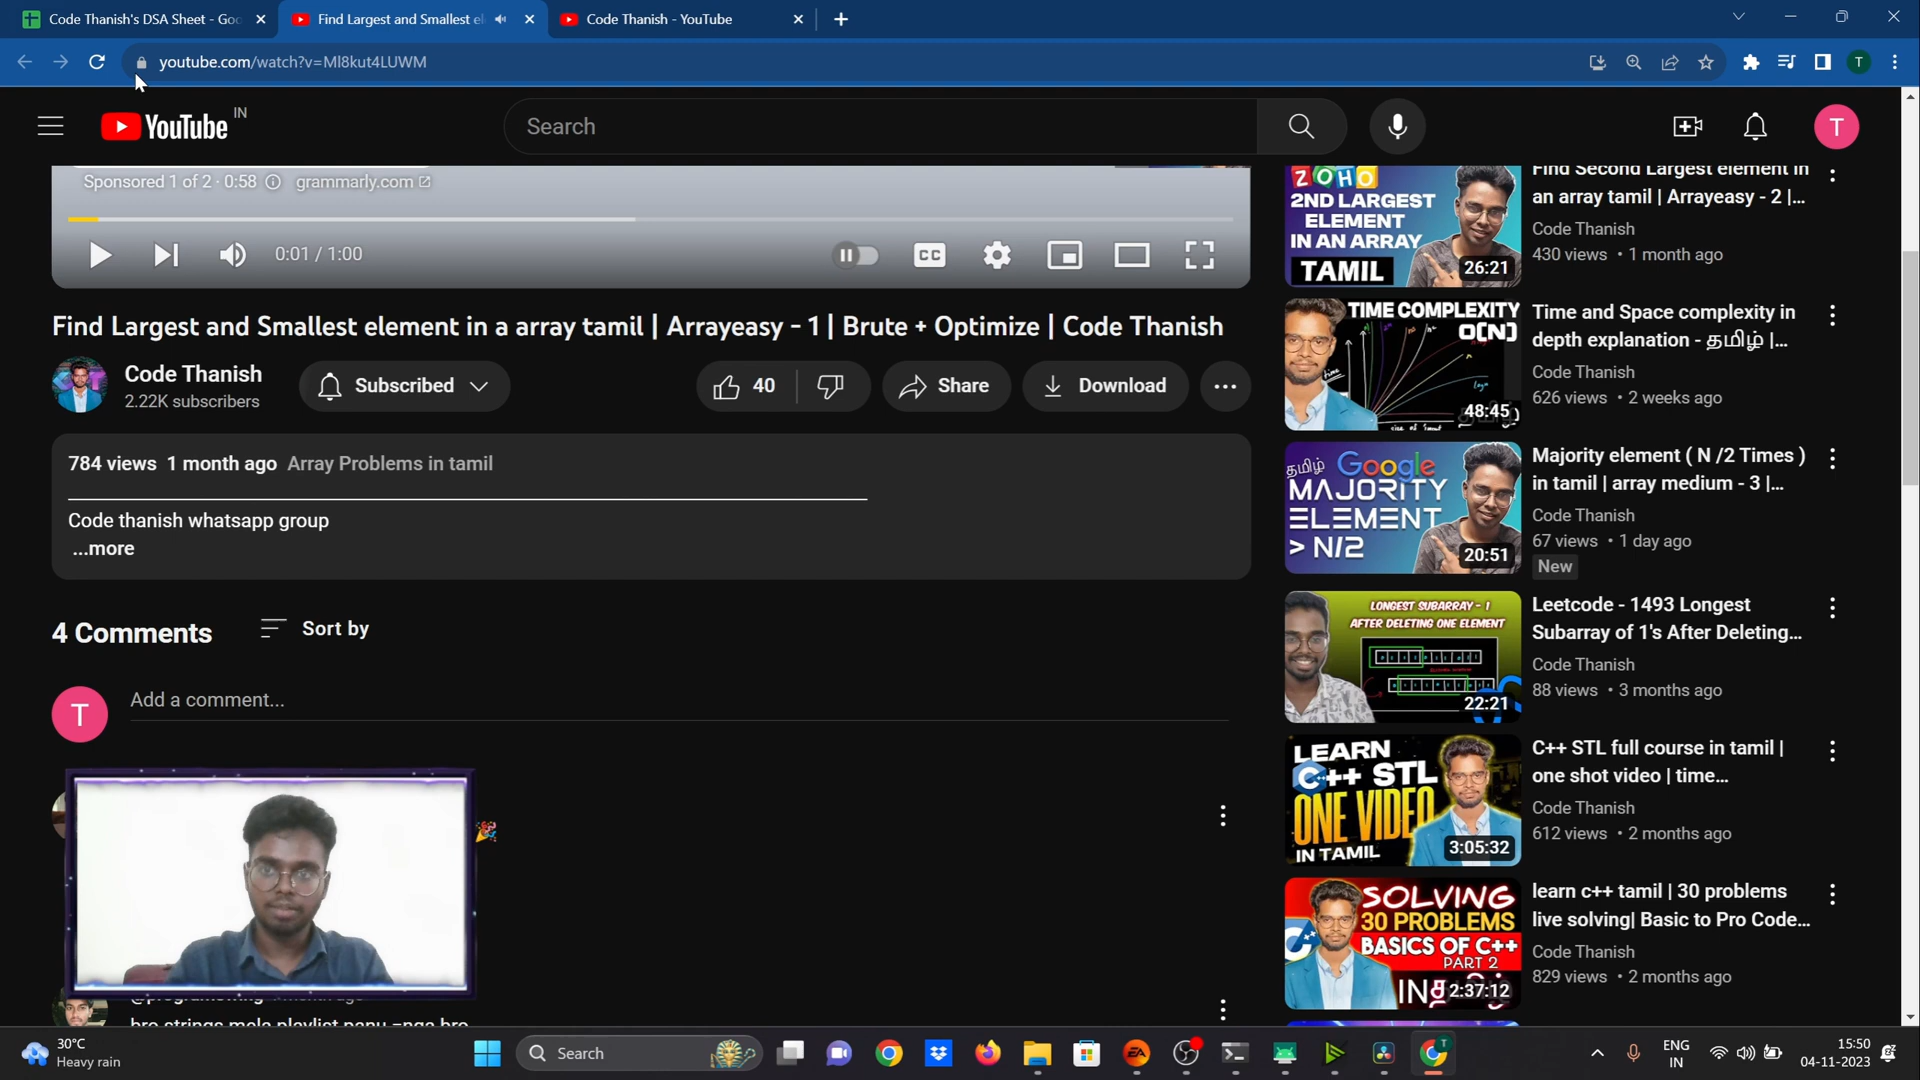 Code Thanish's DSA Sheet - Goo
Find Largest and Smallest el
Code Thanish - YouTube
youtube.com/watch?v=Ml8kut4LUWM
T
YouTube IN
Search
T
Sponsored 1 of 2 · 0:58 grammarly.com
0:01 / 1:00
CC
Find Largest and Smallest element in a array tamil | Arrayeasy - 1 | Brute + Optimize | Code Thanish
Code Thanish
2.22K subscribers
Subscribed
40
Share
Download
784 views 1 month ago Array Problems in tamil
Code thanish whatsapp group
...more
4 Comments
Sort by
T
Add a comment...
bro strings mela playlist panu
ZOHO
2ND LARGEST
ELEMENT
IN AN ARRAY
TAMIL
26:21
Find Second Largest element in
an array tamil | Arrayeasy - 2 |...
Code Thanish
430 views • 1 month ago
TIME COMPLEXITY
O(N)
time
logn
48:45
Time and Space complexity in
depth explanation - தமிழ் |...
Code Thanish
626 views • 2 weeks ago
தமிழ் Google
MAJORITY
ELEMENT
> N/2
20:51
Majority element ( N /2 Times )
in tamil | array medium - 3 |...
Code Thanish
67 views • 1 day ago
New
LONGEST SUBARRAY - 1
AFTER DELETING ONE ELEMENT
22:21
Leetcode - 1493 Longest
Subarray of 1's After Deleting...
Code Thanish
88 views • 3 months ago
LEARN
C++ STL
ONE VIDEO
IN TAMIL
3:05:32
C++ STL full course in tamil |
one shot video | time...
Code Thanish
612 views • 2 months ago
SOLVING
30 PROBLEMS
BASICS OF C++
PART 2
IN
2:37:12
learn c++ tamil | 30 problems
live solving| Basic to Pro Code...
Code Thanish
829 views • 2 months ago
30°C
Heavy rain
Search
ENG
IN
15:50
04-11-2023